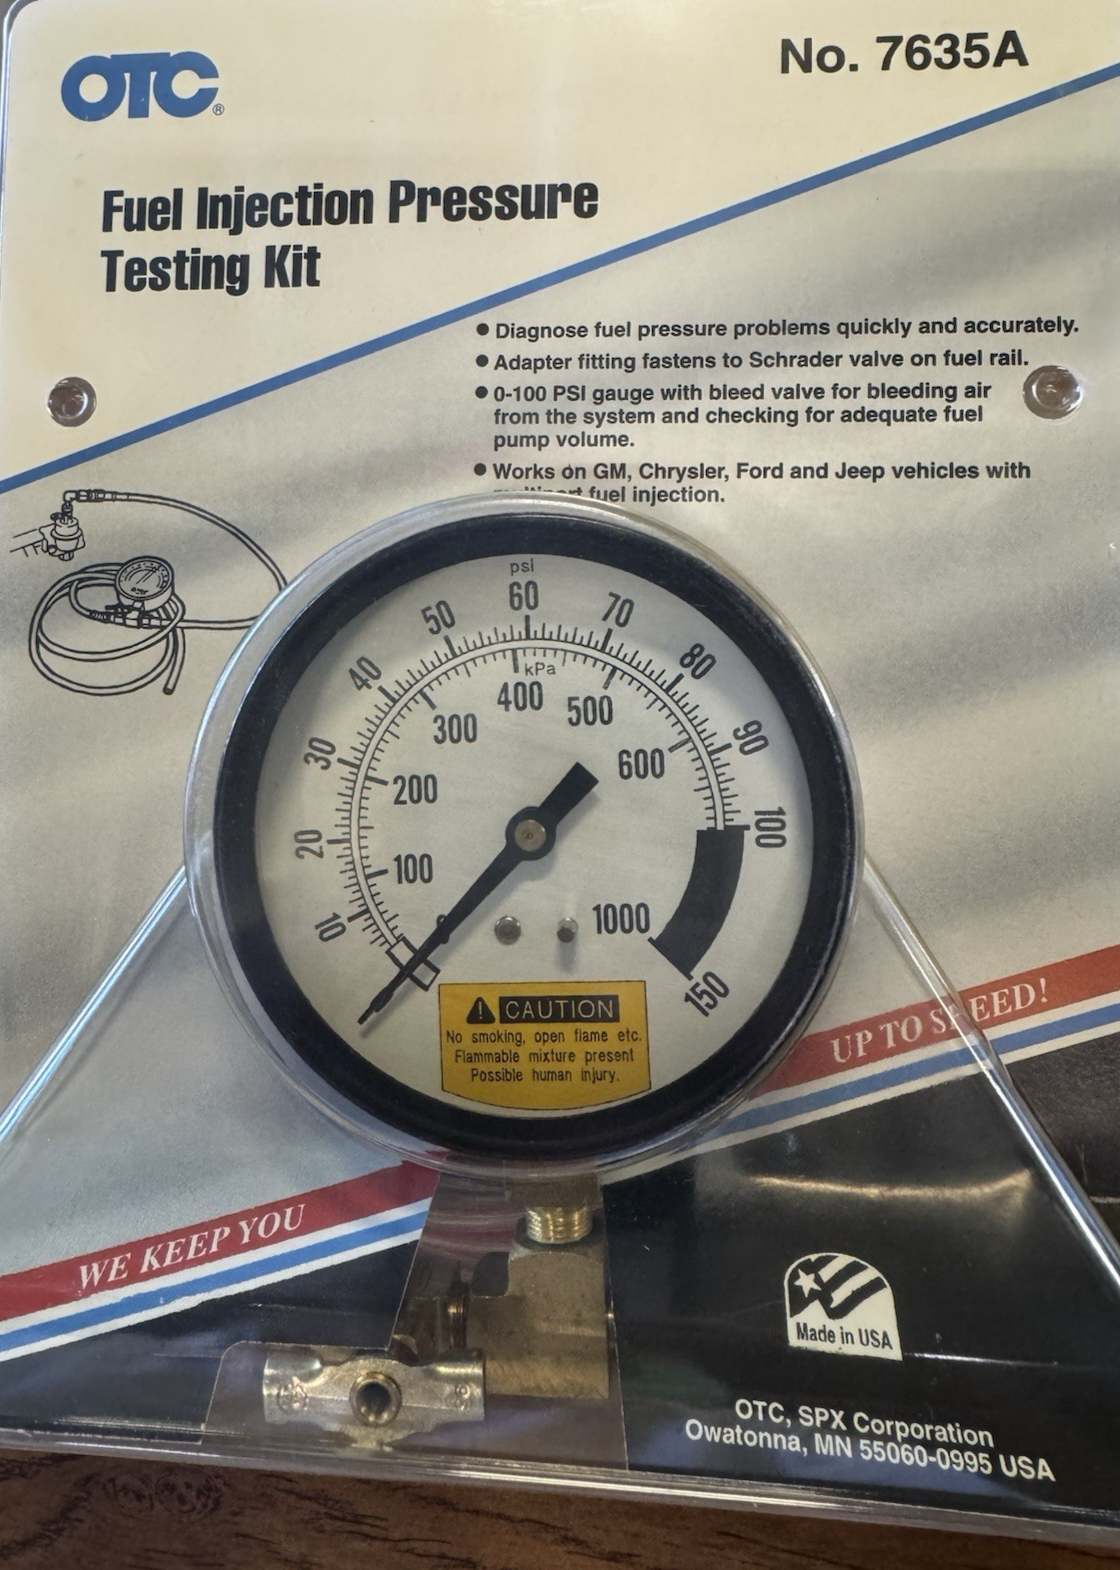 OTC®
No. 7635A
Fuel Injection Pressure
Testing Kit
● Diagnose fuel pressure problems quickly and accurately.
● Adapter fitting fastens to Schrader valve on fuel rail.
● 0-100 PSI gauge with bleed valve for bleeding air
from the system and checking for adequate fuel
pump volume.
● Works on GM, Chrysler, Ford and Jeep vehicles with
fuel injection.
psi
10 20 30 40 50 60 70 80 90 100 150
kPa
0 100 200 300 400 500 600 1000
⚠ CAUTION
No smoking, open flame etc.
Flammable mixture present
Possible human injury.
WE KEEP YOU
UP TO SPEED!
Made in USA
OTC, SPX Corporation
Owatonna, MN 55060-0995 USA